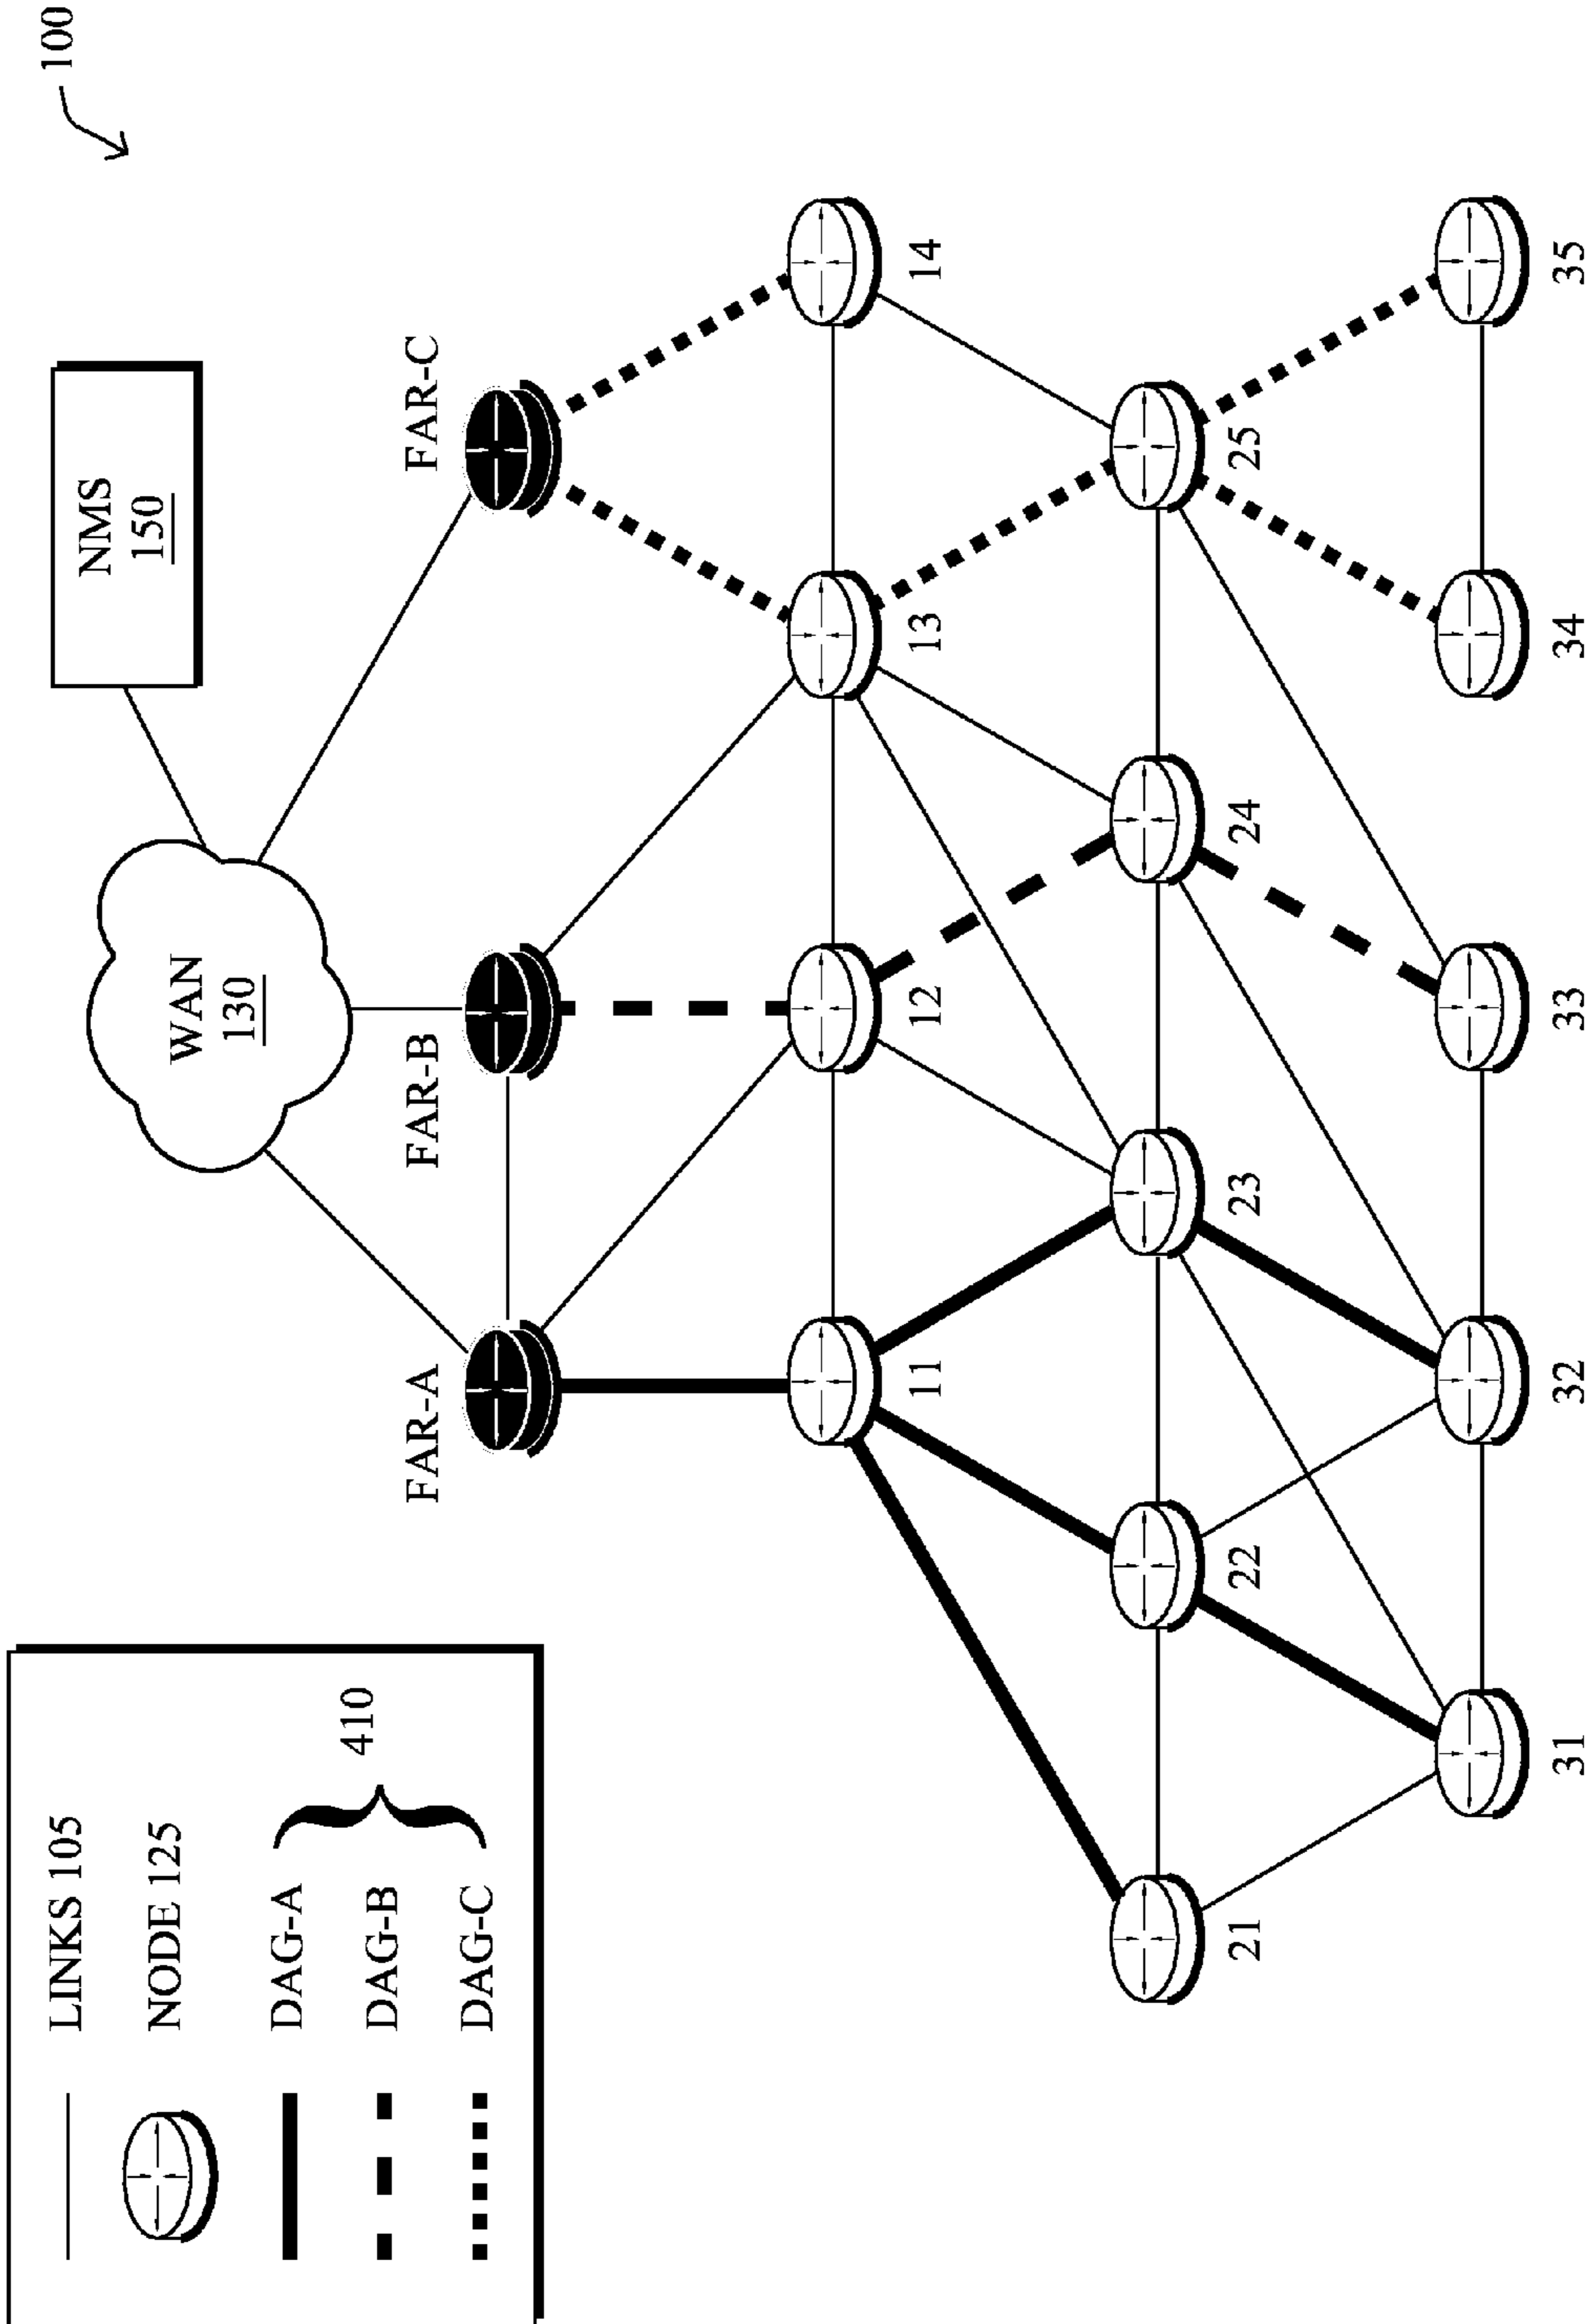 100
LINKS 105
NODE 125
DAG-A
DAG-B
DAG-C
410
WAN
130
NMS
150
FAR-A
FAR-B
FAR-C
11
12
13
14
21
22
23
24
25
31
32
33
34
35